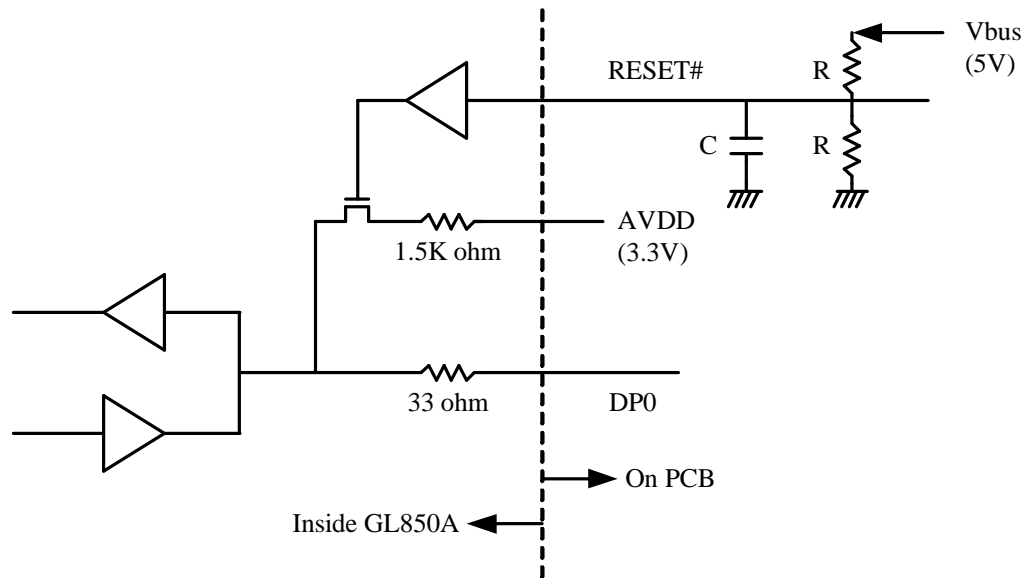 Vbus
(5V)
RESET#
R
C
R
AVDD
(3.3V)
1.5K ohm
33 ohm
DP0
On PCB
Inside GL850A